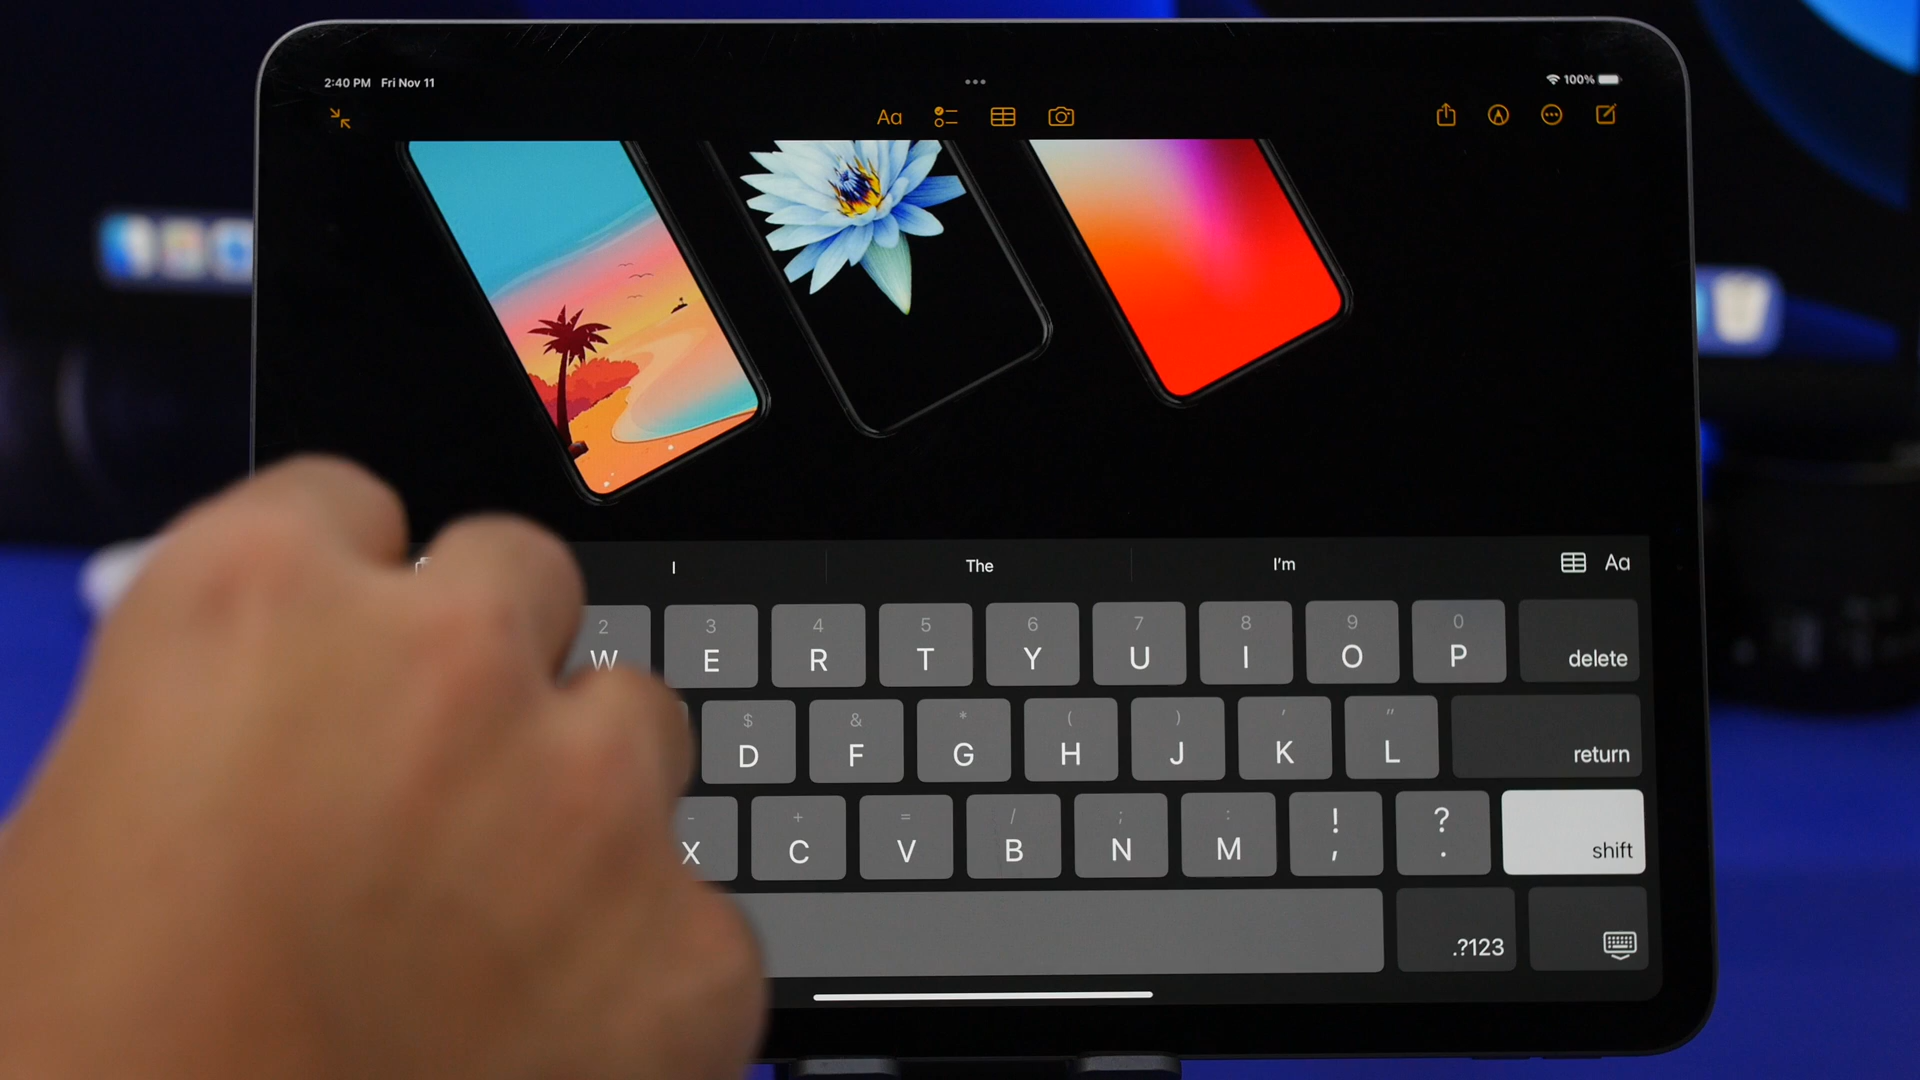 2:40 PM Fri Nov 11
100%
Aa
I The I'm Aa
2 3 4 5 6 7 8 9 0
W E R T Y U I O P delete
$ & * ( ) ' "
D F G H J K L return
- + = / ; : ! ?
X C V B N M , . shift
.?123